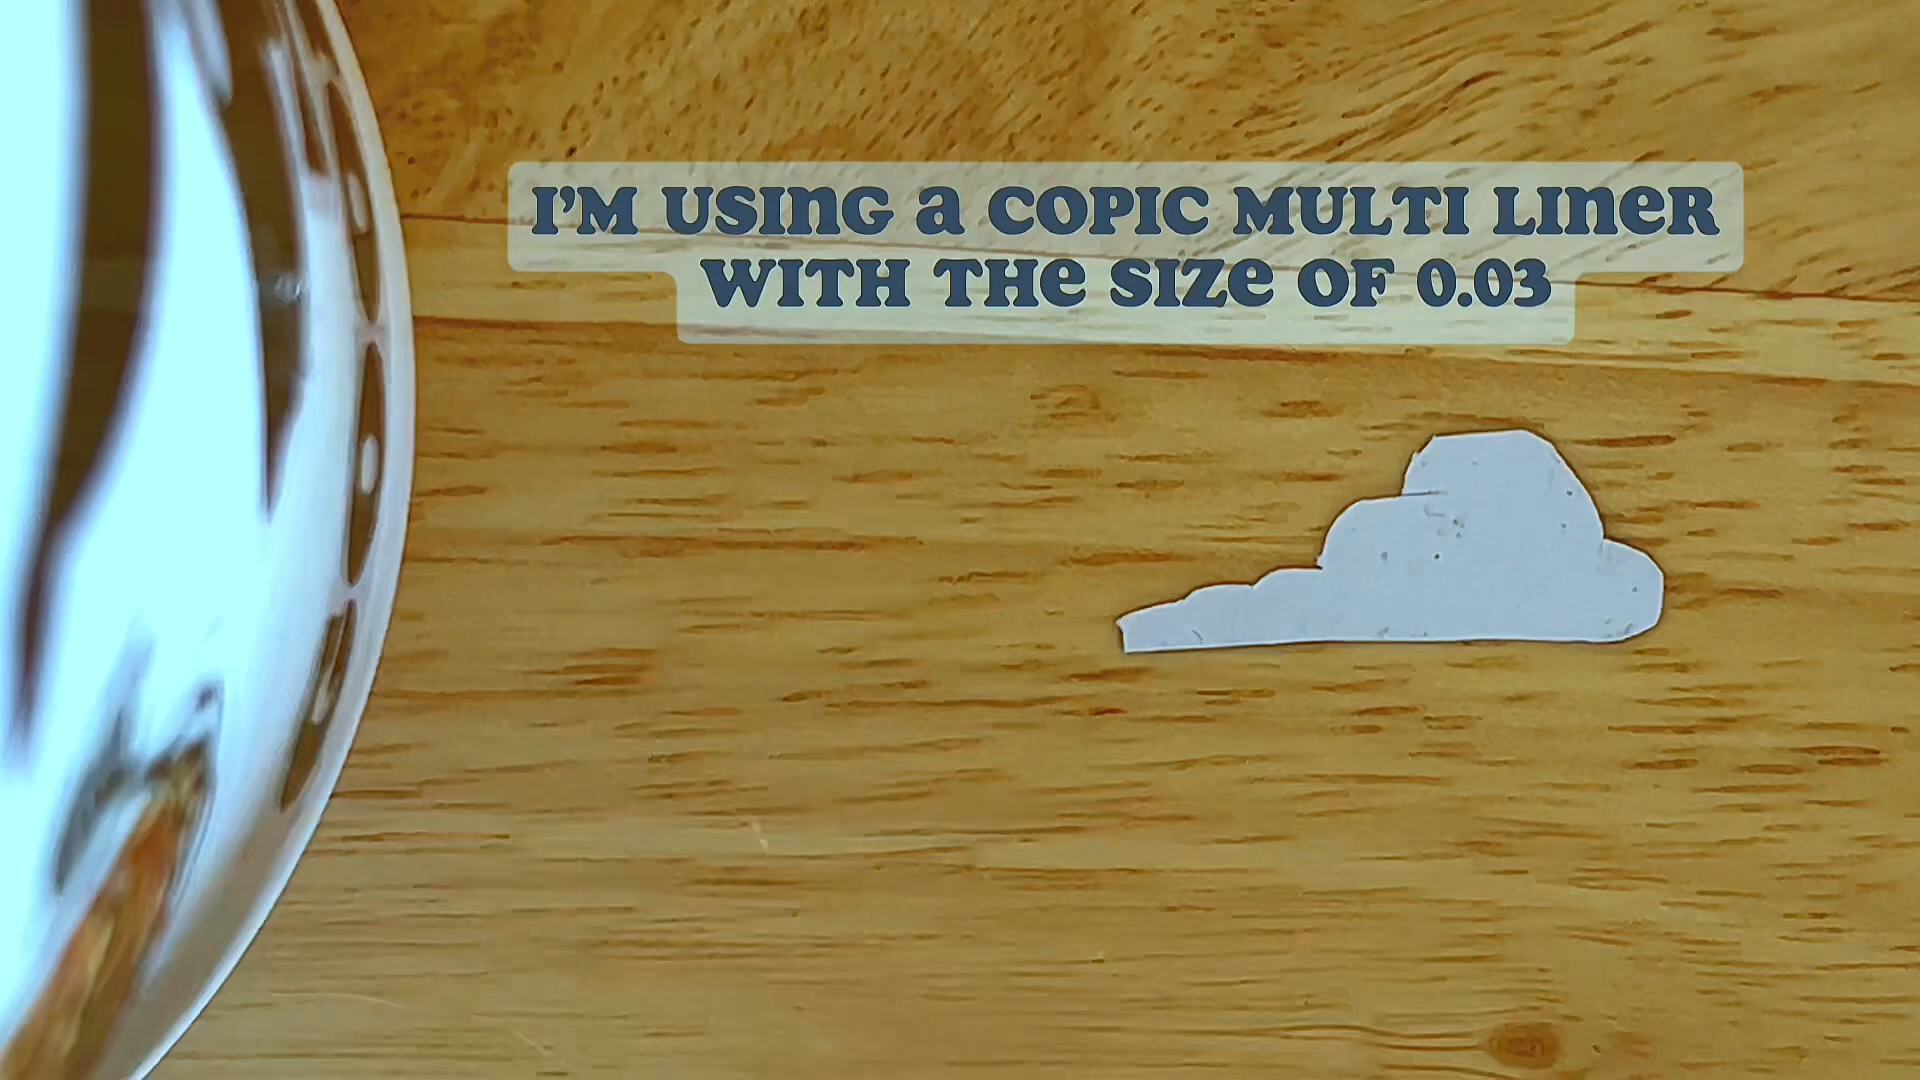 I'M USING a COPIC MULTI LINER
WITH THE SIZE OF 0.03